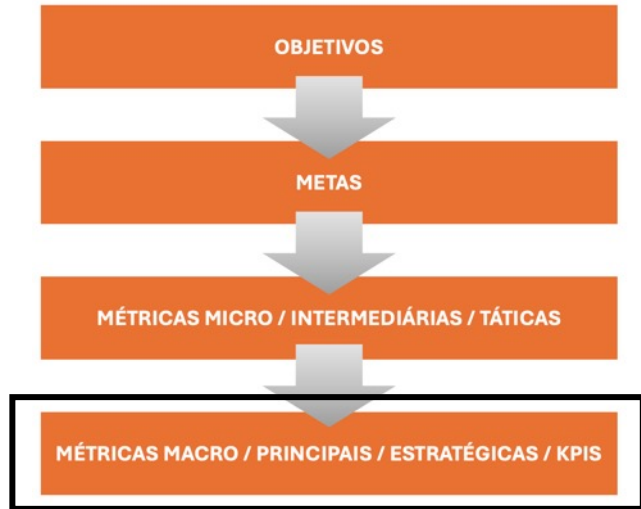 OBJETIVOS
METAS
MÉTRICAS MICRO / INTERMEDIÁRIAS / TÁTICAS
MÉTRICAS MACRO / PRINCIPAIS / ESTRATÉGICAS / KPIS